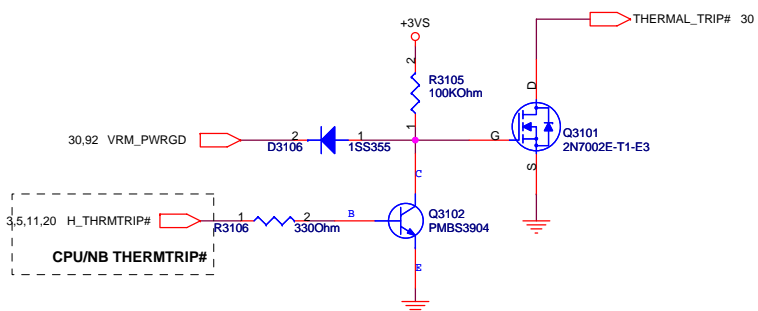 THERMAL_TRIP# 30
+3VS
2
R3105
100KOhm
1
D
G
Q3101
2N7002E-T1-E3
S
30,92 VRM_PWRGD
2
1
D3106
1SS355
C
3,5,11,20 H_THRMTRIP#
1
2
B
R3106
330Ohm
Q3102
PMBS3904
E
CPU/NB THERMTRIP#